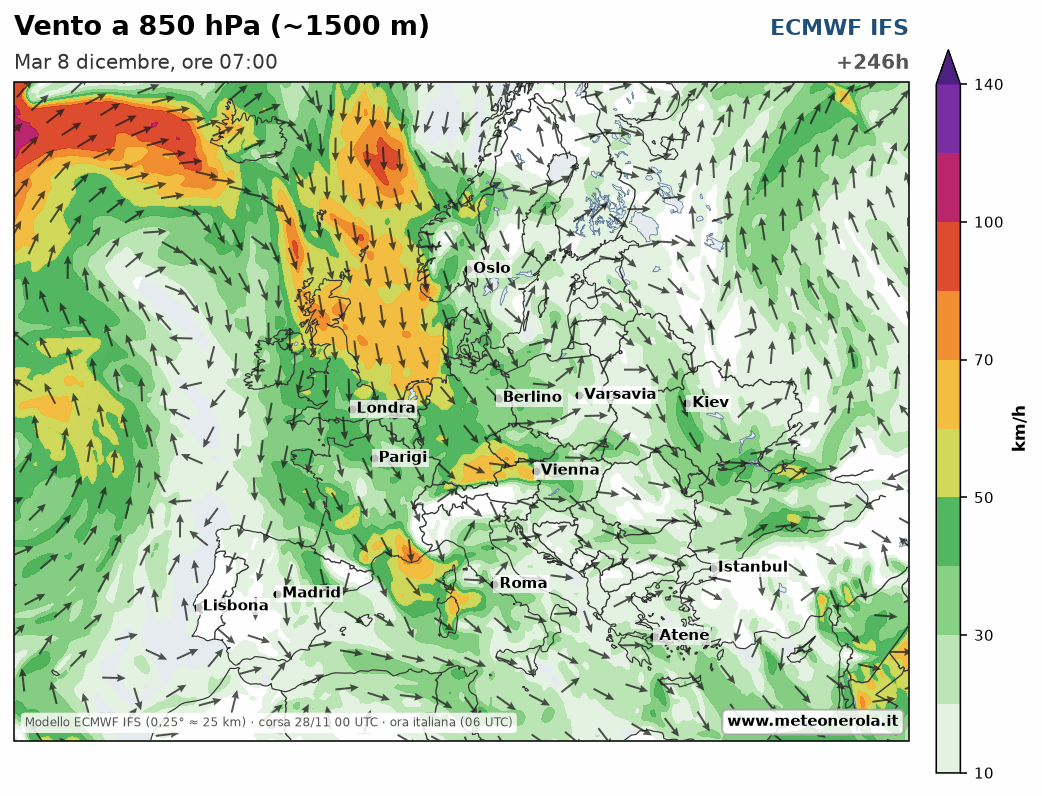 Vento a 850 hPa (~1500 m)
ECMWF IFS
Mar 8 dicembre, ore 07:00
+246h
140
100
70
50
30
10
km/h
Oslo
Berlino
Varsavia
Kiev
Londra
Parigi
Vienna
Istanbul
Roma
Madrid
Lisbona
Atene
Modello ECMWF IFS (0,25° ≈ 25 km) · corsa 28/11 00 UTC · ora italiana (06 UTC)
www.meteonerola.it